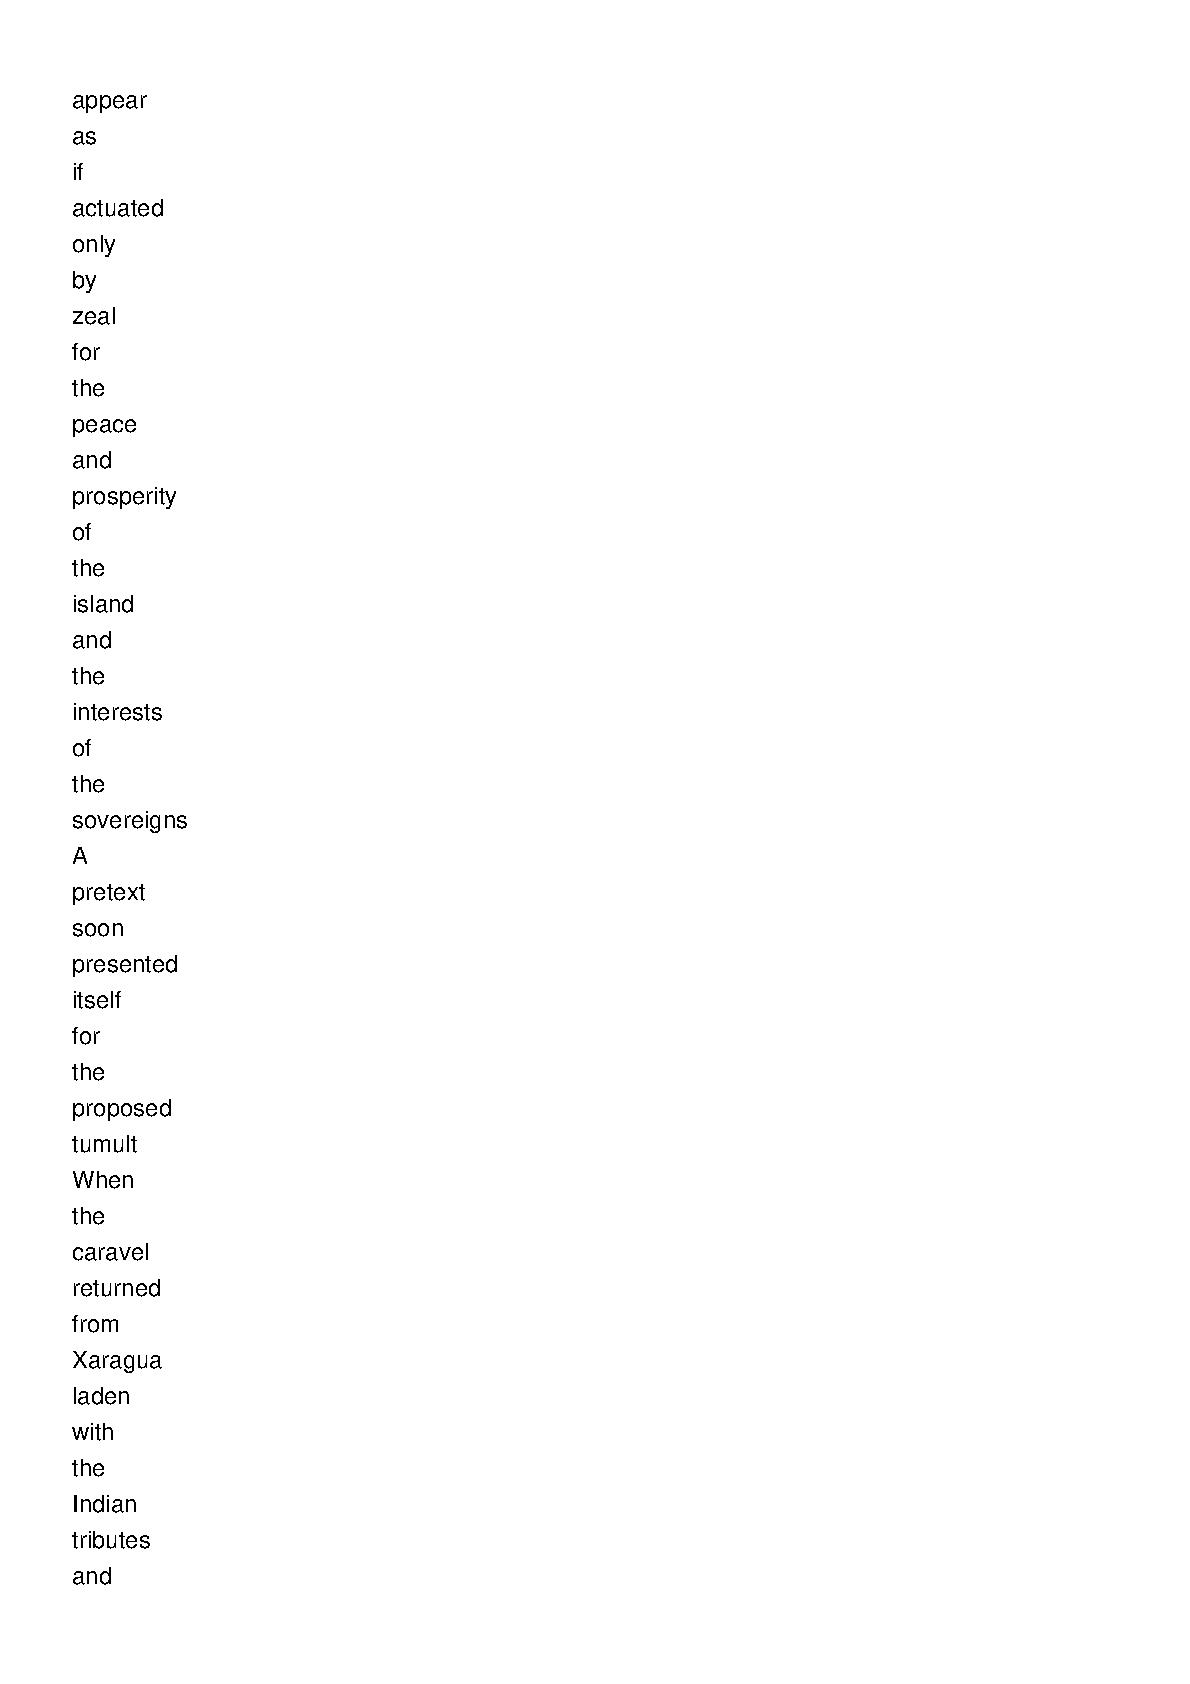 appear
as
if
actuated
only
by
zeal
for
the
peace
and
prosperity
of
the
island
and
the
interests
of
the
sovereigns
A
pretext
soon
presented
itself
for
the
proposed
tumult
When
the
caravel
returned
from
Xaragua
laden
with
the
Indian
tributes
and